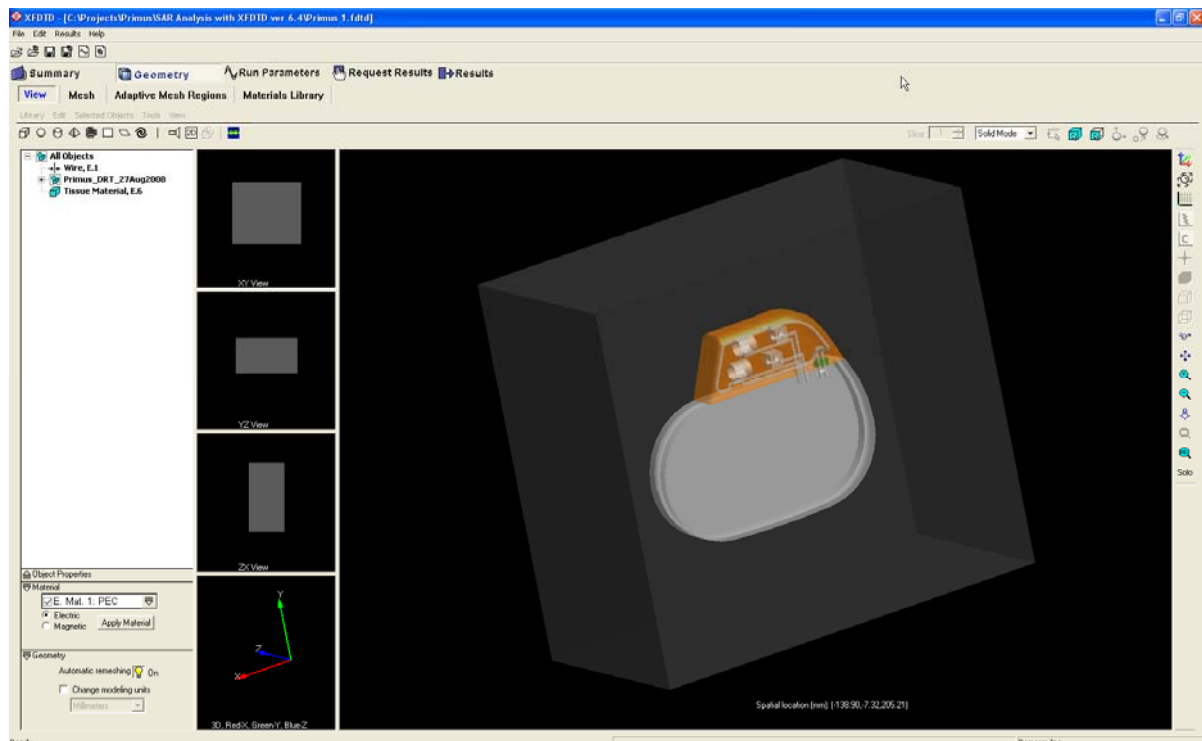 XFDTD - [C:\Projects\Primus\SAR Analysis with XFDTD ver 6.4\Primus 1.fdtd]
File Edit Results Help
Summary Geometry Run Parameters Request Results Results
View Mesh Adaptive Mesh Regions Materials Library
Library Edit Selected Objects Tools View
Slice 1 Solid Mode
All Objects
Wire, E.1
Primus_DRT_27Aug2008
Tissue Material, E.6
XY View
YZ View
ZX View
Object Properties
Material
E. Mat. 1: PEC
Electric
Magnetic Apply Material
Geometry
Automatic remeshing On
Change modeling units
Millimeters
Y
Z
X
3D, Red-X, Green-Y, Blue-Z
C
Solo
Spatial location (mm): (-138.90,-7.32,205.21)